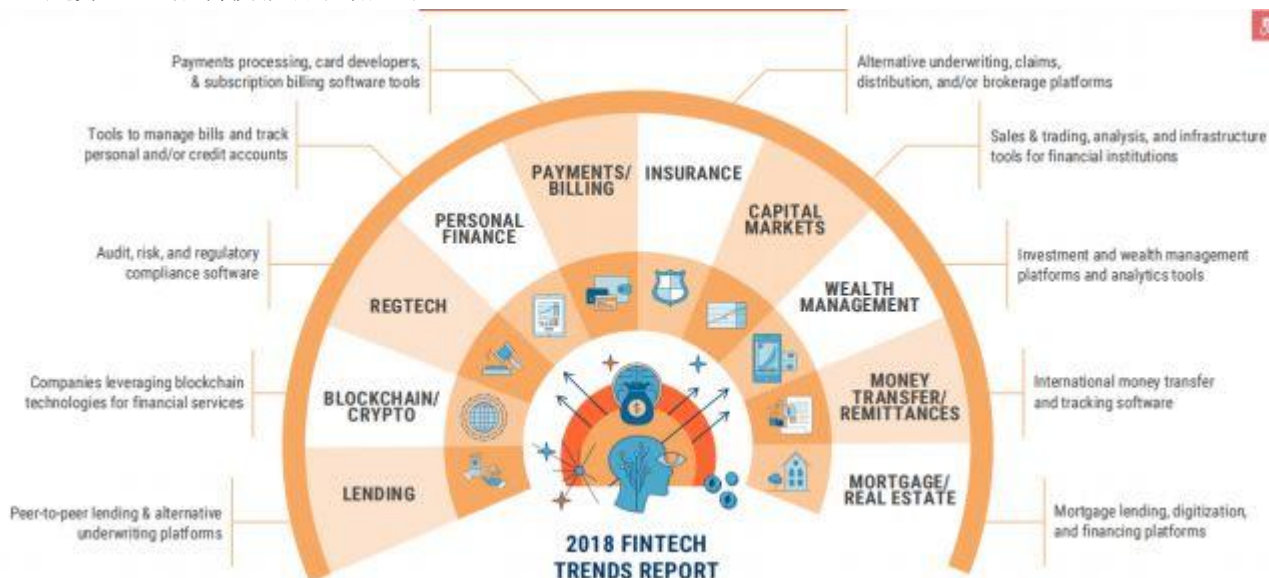 Payments processing, card developers,
& subscription billing software tools
Alternative underwriting, claims,
distribution, and/or brokerage platforms
Tools to manage bills and track
personal and/or credit accounts
Sales & trading, analysis, and infrastructure
tools for financial institutions
PAYMENTS/
BILLING
INSURANCE
PERSONAL
FINANCE
CAPITAL
MARKETS
Audit, risk, and regulatory
compliance software
Investment and wealth management
platforms and analytics tools
REGTECH
WEALTH
MANAGEMENT
Companies leveraging blockchain
technologies for financial services
BLOCKCHAIN/
CRYPTO
MONEY
TRANSFER/
REMITTANCES
International money transfer
and tracking software
LENDING
MORTGAGE/
REAL ESTATE
Peer-to-peer lending & alternative
underwriting platforms
Mortgage lending, digitization,
and financing platforms
2018 FINTECH
TRENDS REPORT